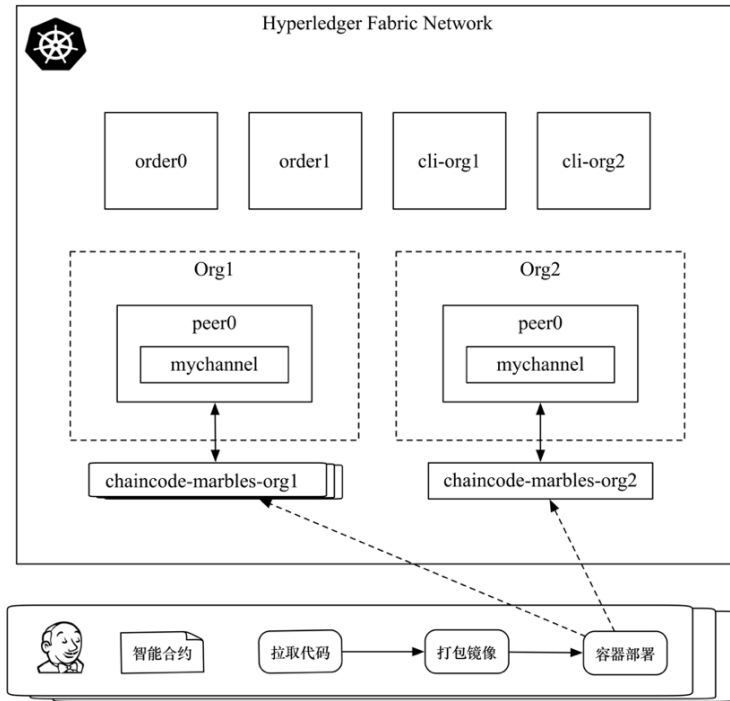 Hyperledger Fabric Network
order0
order1
cli-org1
cli-org2
Org1
Org2
peer0
peer0
mychannel
mychannel
chaincode-marbles-org1
chaincode-marbles-org2
智能合约
拉取代码
打包镜像
容器部署